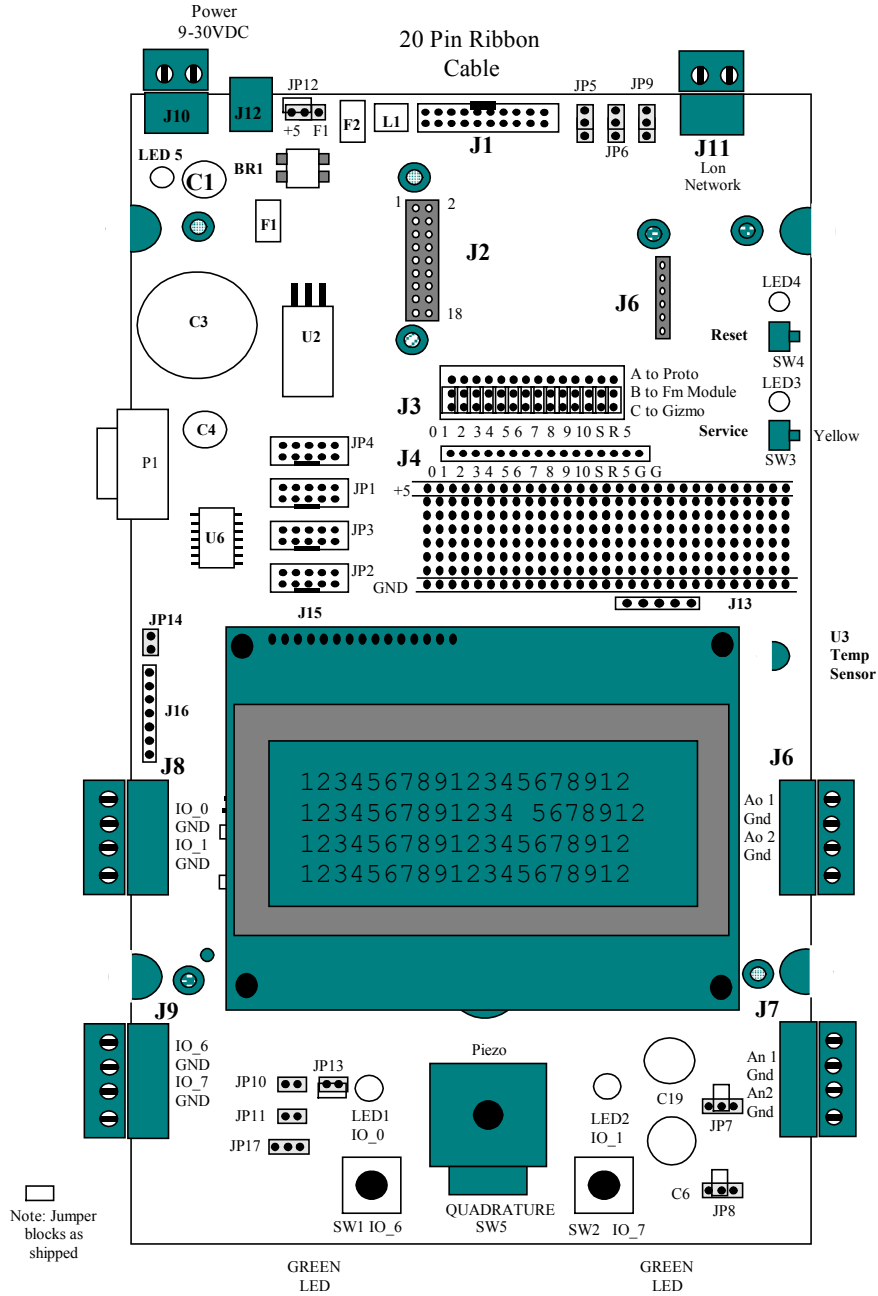 Power
9-30VDC
20 Pin Ribbon
Cable
JP12
JP5
JP9
J10
J12
+5 F1
F2
L1
J1
JP6
J11
Lon
Network
LED 5
C1
BR1
F1
1
2
J2
18
J6
LED4
C3
U2
Reset
SW4
A to Proto
B to Fm Module
C to Gizmo
J3
LED3
0 1 2 3 4 5 6 7 8 9 10 S R 5
Service
Yellow
SW3
C4
P1
JP4
J4
0 1 2 3 4 5 6 7 8 9 10 S R 5 G G
+5
JP1
U6
JP3
JP2
GND
J13
J15
JP14
U3
Temp
Sensor
J16
J8
J6
IO_0
GND
IO_1
GND
12345678912345678912
12345678991234 5678912
12345678912345678912
12345678912345678912
Ao 1
Gnd
Ao 2
Gnd
J9
J7
IO_6
GND
IO_7
GND
Piezo
An 1
Gnd
An2
Gnd
JP10
JP13
JP11
LED1
IO_0
LED2
IO_1
C19
JP7
JP17
C6
JP8
SW1 IO_6
QUADRATURE
SW5
SW2 IO_7
Note: Jumper
blocks as
shipped
GREEN
LED
GREEN
LED